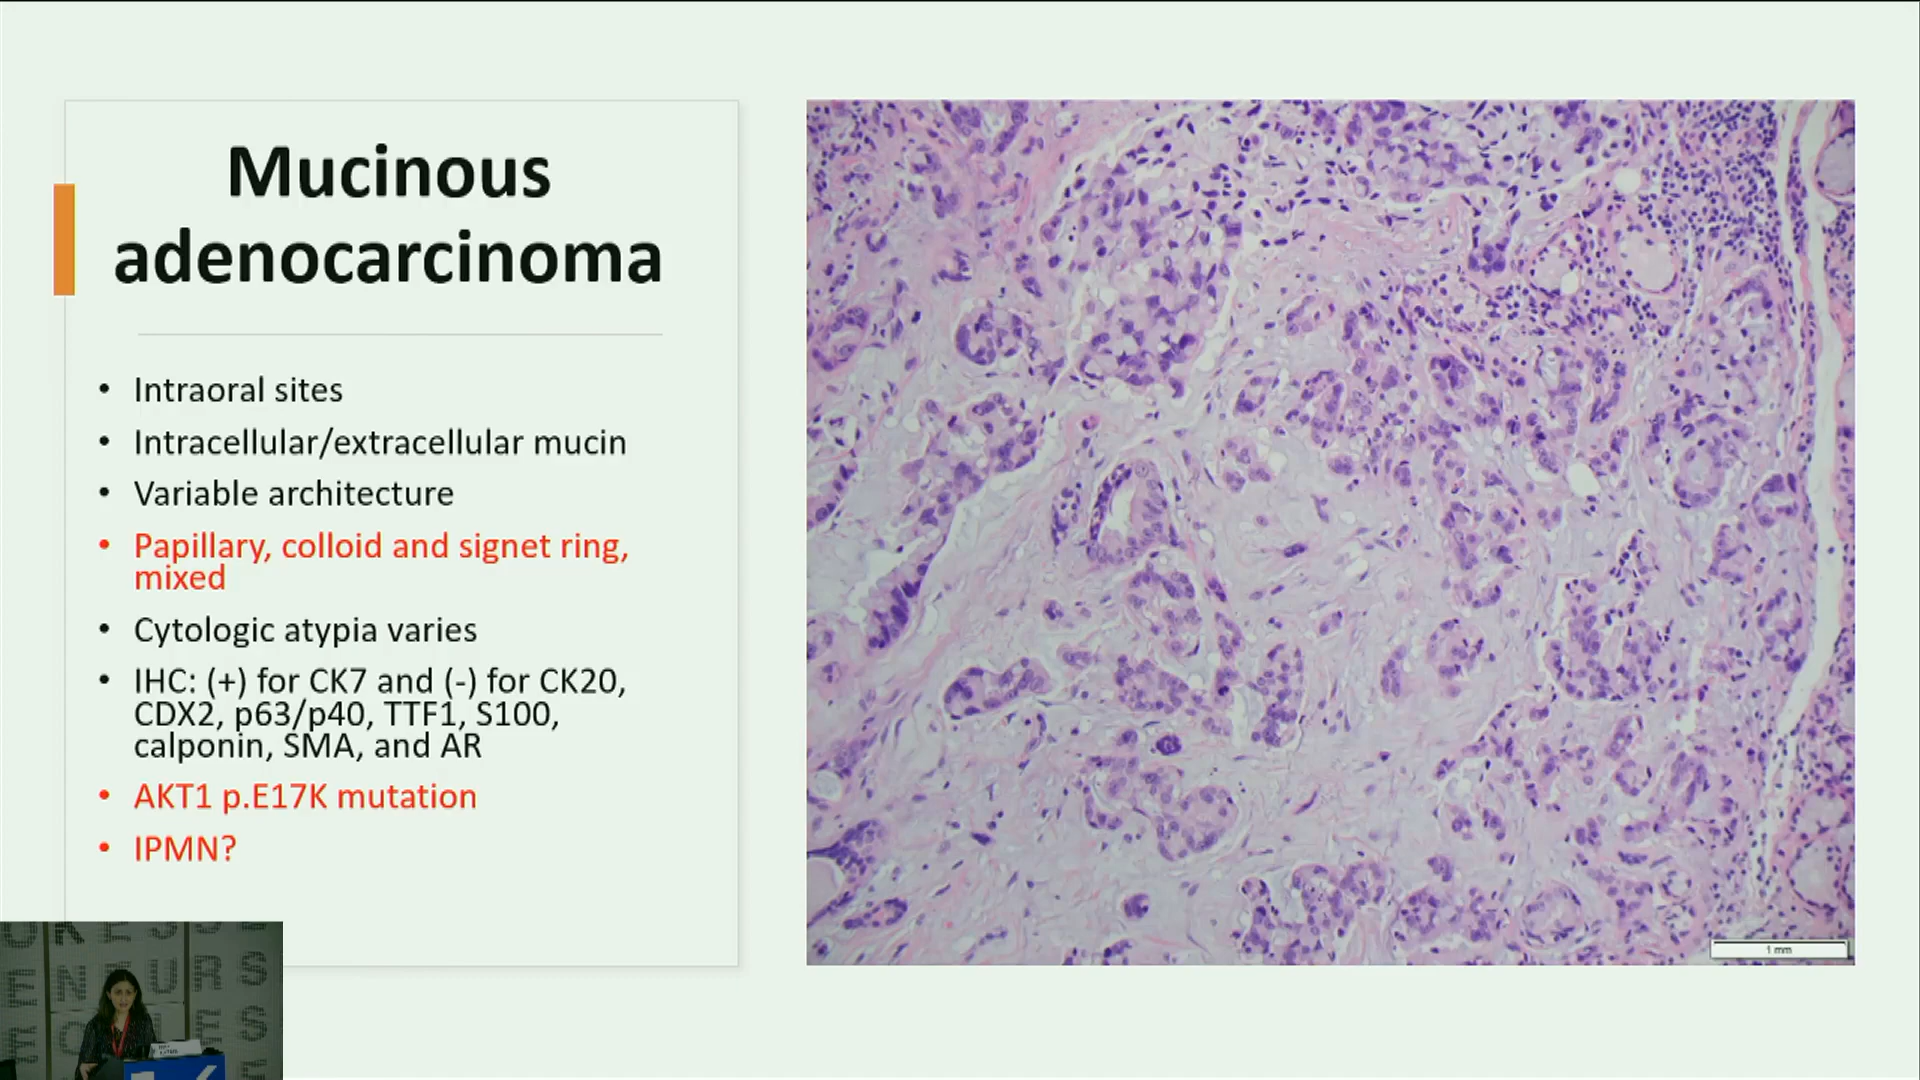 Mucinous
adenocarcinoma
• Intraoral sites
• Intracellular/extracellular mucin
• Variable architecture
• Papillary, colloid and signet ring,
mixed
• Cytologic atypia varies
• IHC: (+) for CK7 and (-) for CK20,
CDX2, p63/p40, TTF1, S100,
calponin, SMA, and AR
• AKT1 p.E17K mutation
• IPMN?
1 mm